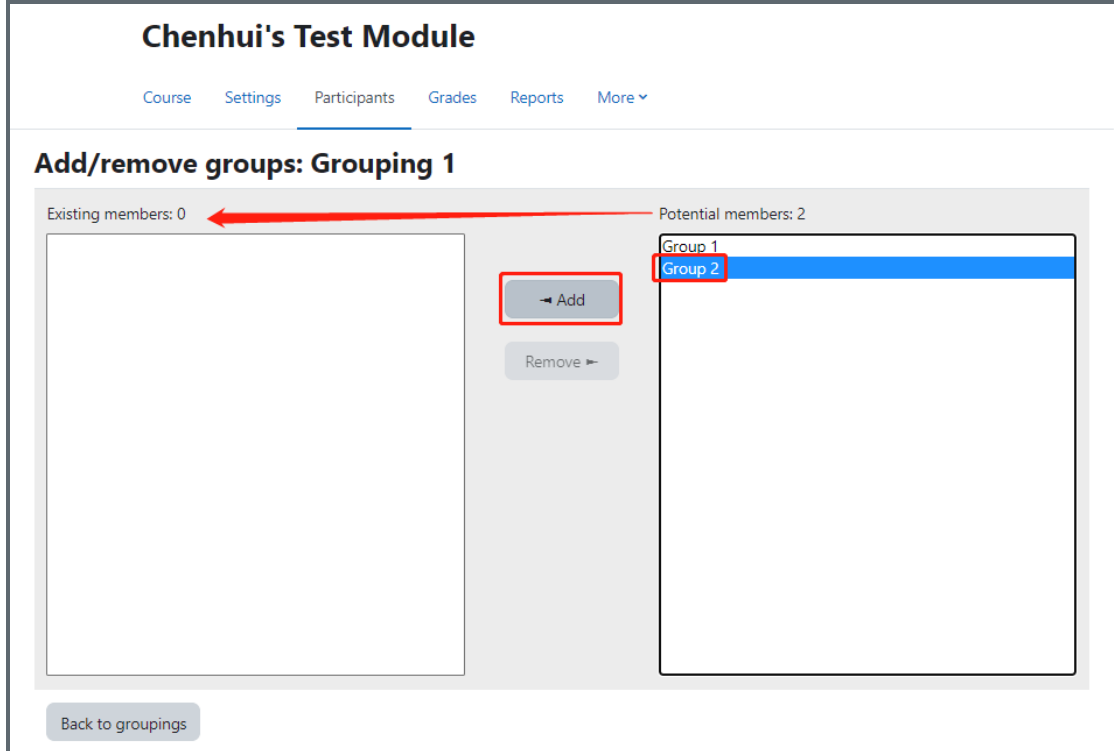 Chenhui's Test Module
Course Settings Participants Grades Reports More
Add/remove groups: Grouping 1
Existing members: 0
Potential members: 2
Group 1
Group 2
Add
Remove
Back to groupings